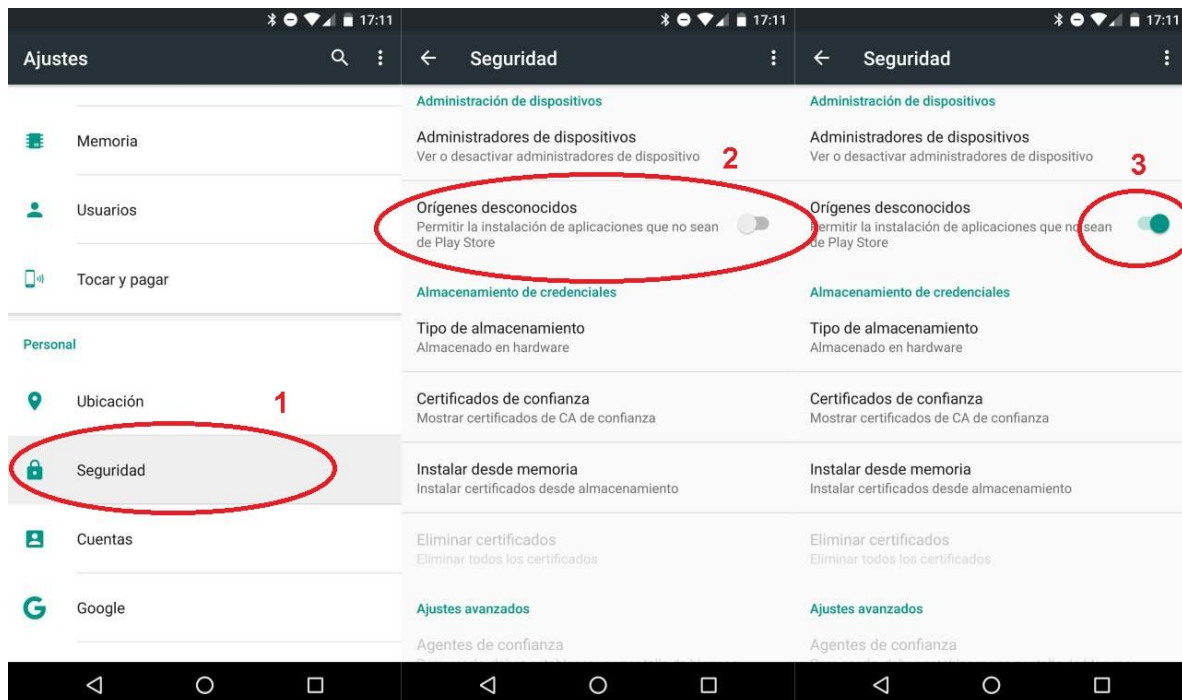 17:11
Ajustes
Memoria
Usuarios
Tocar y pagar
Personal
Ubicación
1
Seguridad
Cuentas
Google
17:11
Seguridad
Administración de dispositivos
Administradores de dispositivos
Ver o desactivar administradores de dispositivo
2
Orígenes desconocidos
Permitir la instalación de aplicaciones que no sean
de Play Store
Almacenamiento de credenciales
Tipo de almacenamiento
Almacenado en hardware
Certificados de confianza
Mostrar certificados de CA de confianza
Instalar desde memoria
Instalar certificados desde almacenamiento
Eliminar certificados
Eliminar todos los certificados
Ajustes avanzados
Agentes de confianza
17:11
Seguridad
Administración de dispositivos
Administradores de dispositivos
Ver o desactivar administradores de dispositivo
3
Orígenes desconocidos
Permitir la instalación de aplicaciones que no sean
de Play Store
Almacenamiento de credenciales
Tipo de almacenamiento
Almacenado en hardware
Certificados de confianza
Mostrar certificados de CA de confianza
Instalar desde memoria
Instalar certificados desde almacenamiento
Eliminar certificados
Eliminar todos los certificados
Ajustes avanzados
Agentes de confianza